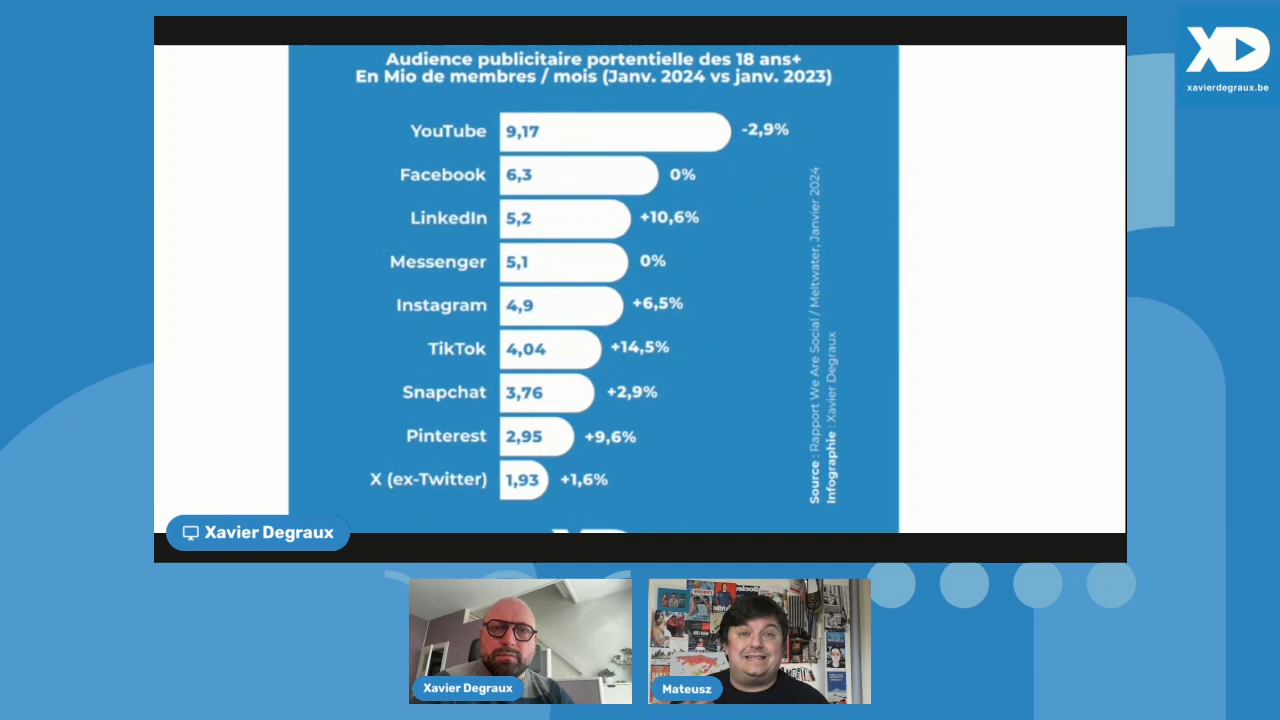 XD
xavierdegraux.be
Audience publicitaire portentielle des 18 ans+
En Mio de membres / mois (Janv. 2024 vs janv. 2023)
YouTube 9,17 -2,9%
Facebook 6,3 0%
LinkedIn 5,2 +10,6%
Messenger 5,1 0%
Instagram 4,9 +6,5%
TikTok 4,04 +14,5%
Snapchat 3,76 +2,9%
Pinterest 2,95 +9,6%
X (ex-Twitter) 1,93 +1,6%
Source : Rapport We Are Social / Meltwater, Janvier 2024
Infographie : Xavier Degraux
Xavier Degraux
Xavier Degraux
Mateusz